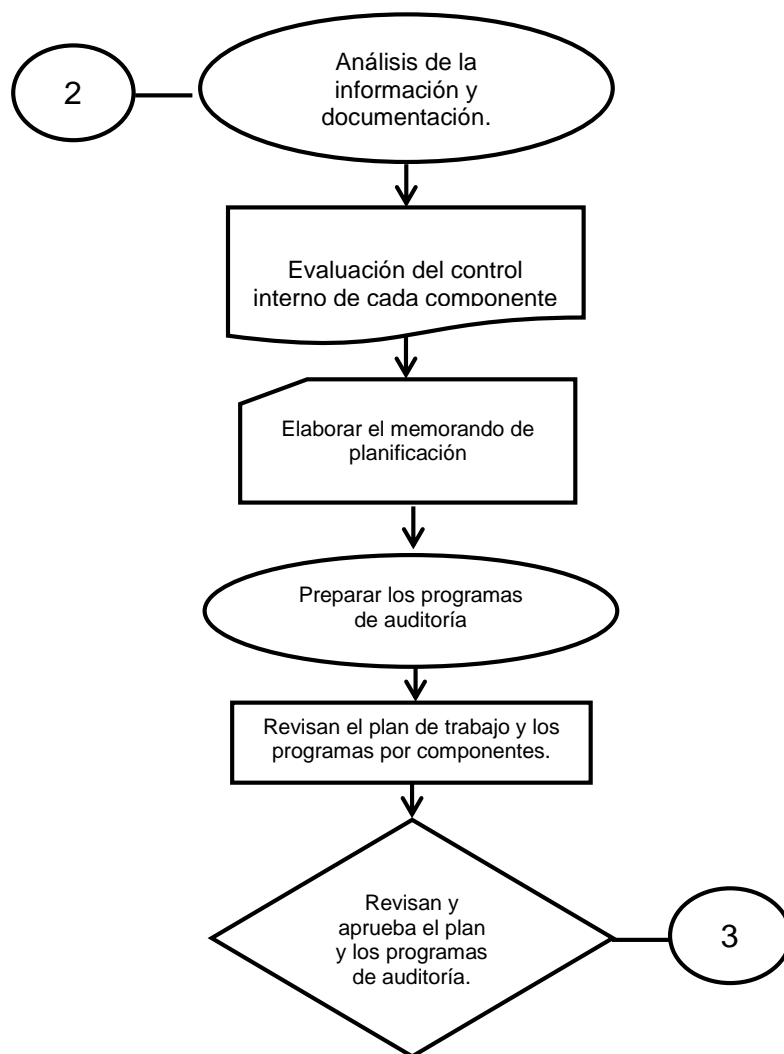 2
Análisis de la
información y
documentación.
Evaluación del control
interno de cada componente
Elaborar el memorando de
planificación
Preparar los programas
de auditoría
Revisan el plan de trabajo y los
programas por componentes.
Revisan y
aprueba el plan
y los programas
de auditoría.
3